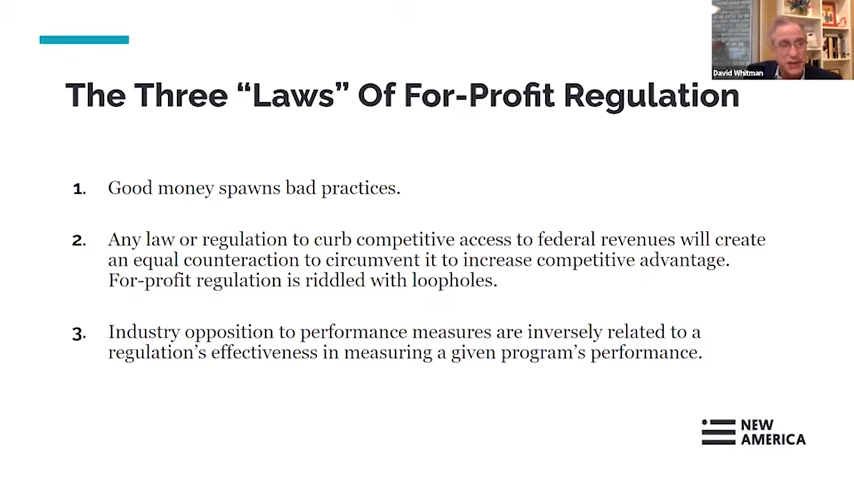 David Whitman
The Three “Laws” Of For-Profit Regulation
1. Good money spawns bad practices.
2. Any law or regulation to curb competitive access to federal revenues will create
an equal counteraction to circumvent it to increase competitive advantage.
For-profit regulation is riddled with loopholes.
3. Industry opposition to performance measures are inversely related to a
regulation’s effectiveness in measuring a given program’s performance.
NEW
AMERICA